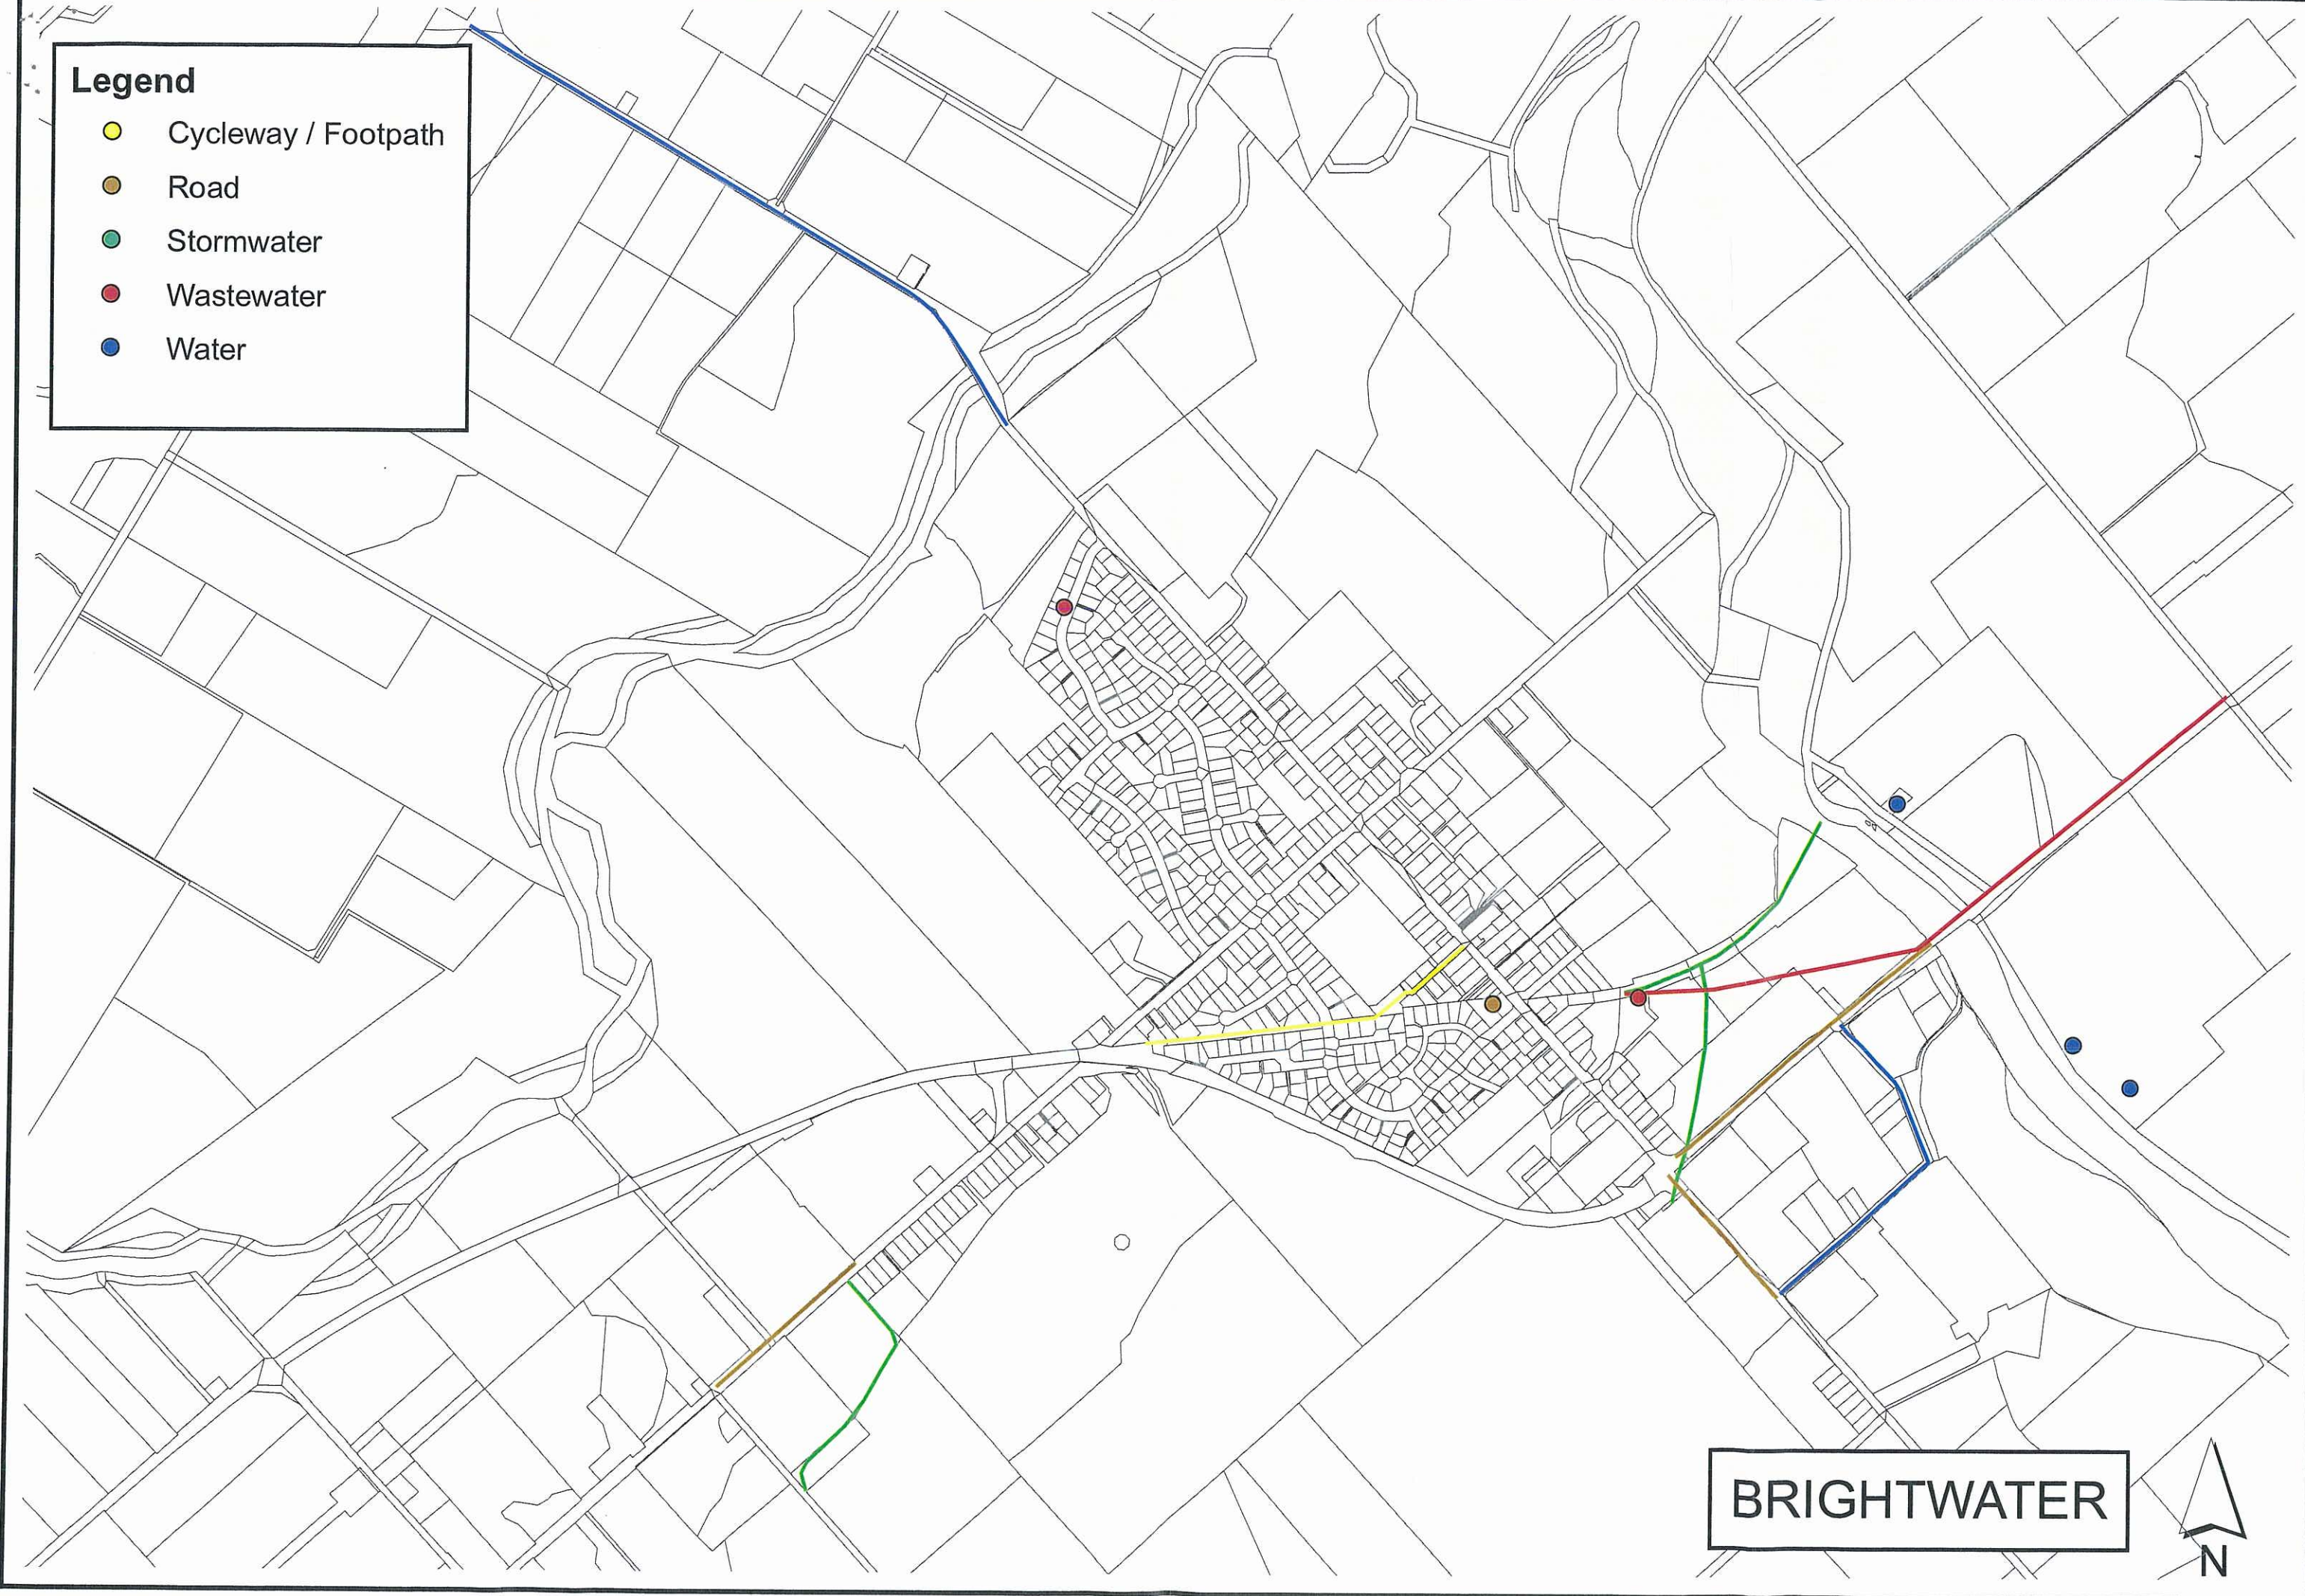 Legend
Cycleway / Footpath
Road
Stormwater
Wastewater
Water
BRIGHTWATER
N